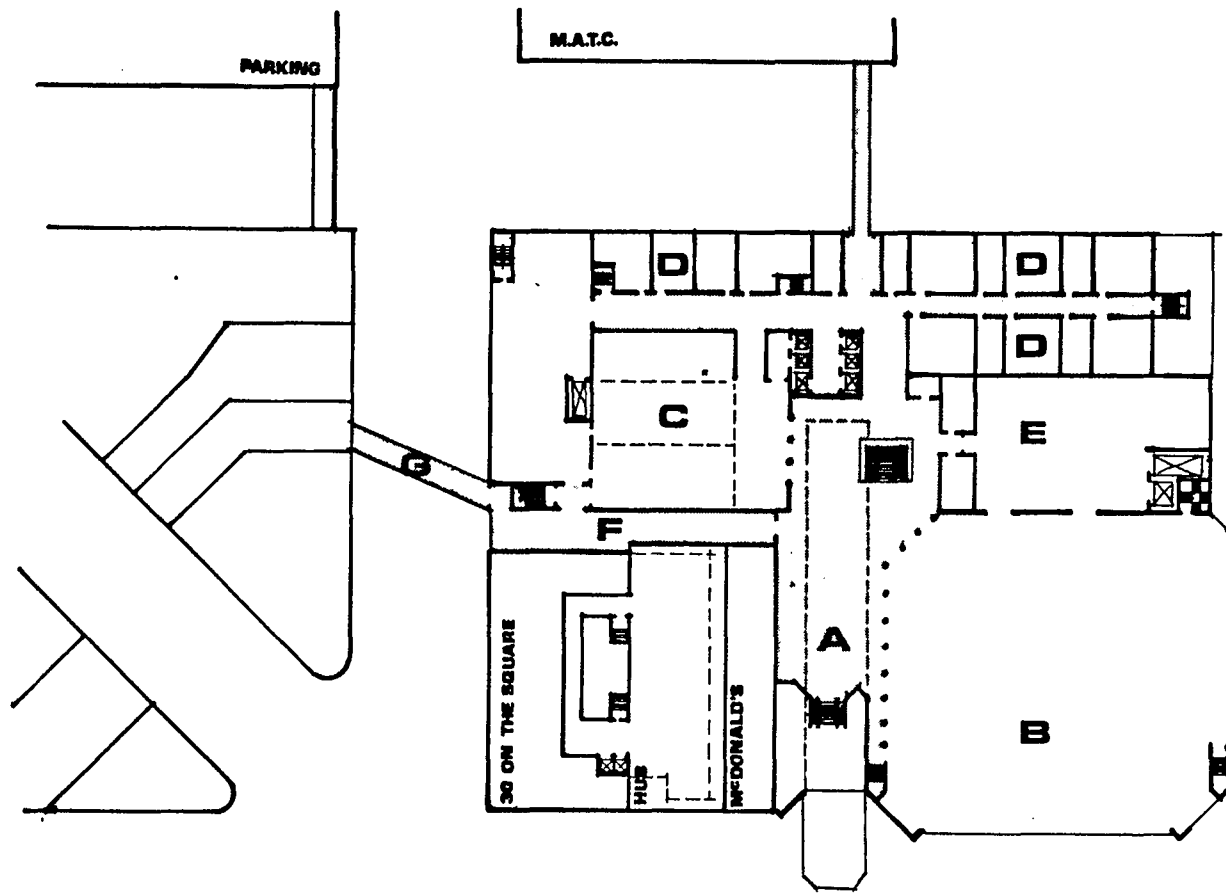 PARKING
M.A.T.C.
D
D
D
C
E
G
F
A
B
30 ON THE SQUARE
HUB
McDONALD'S